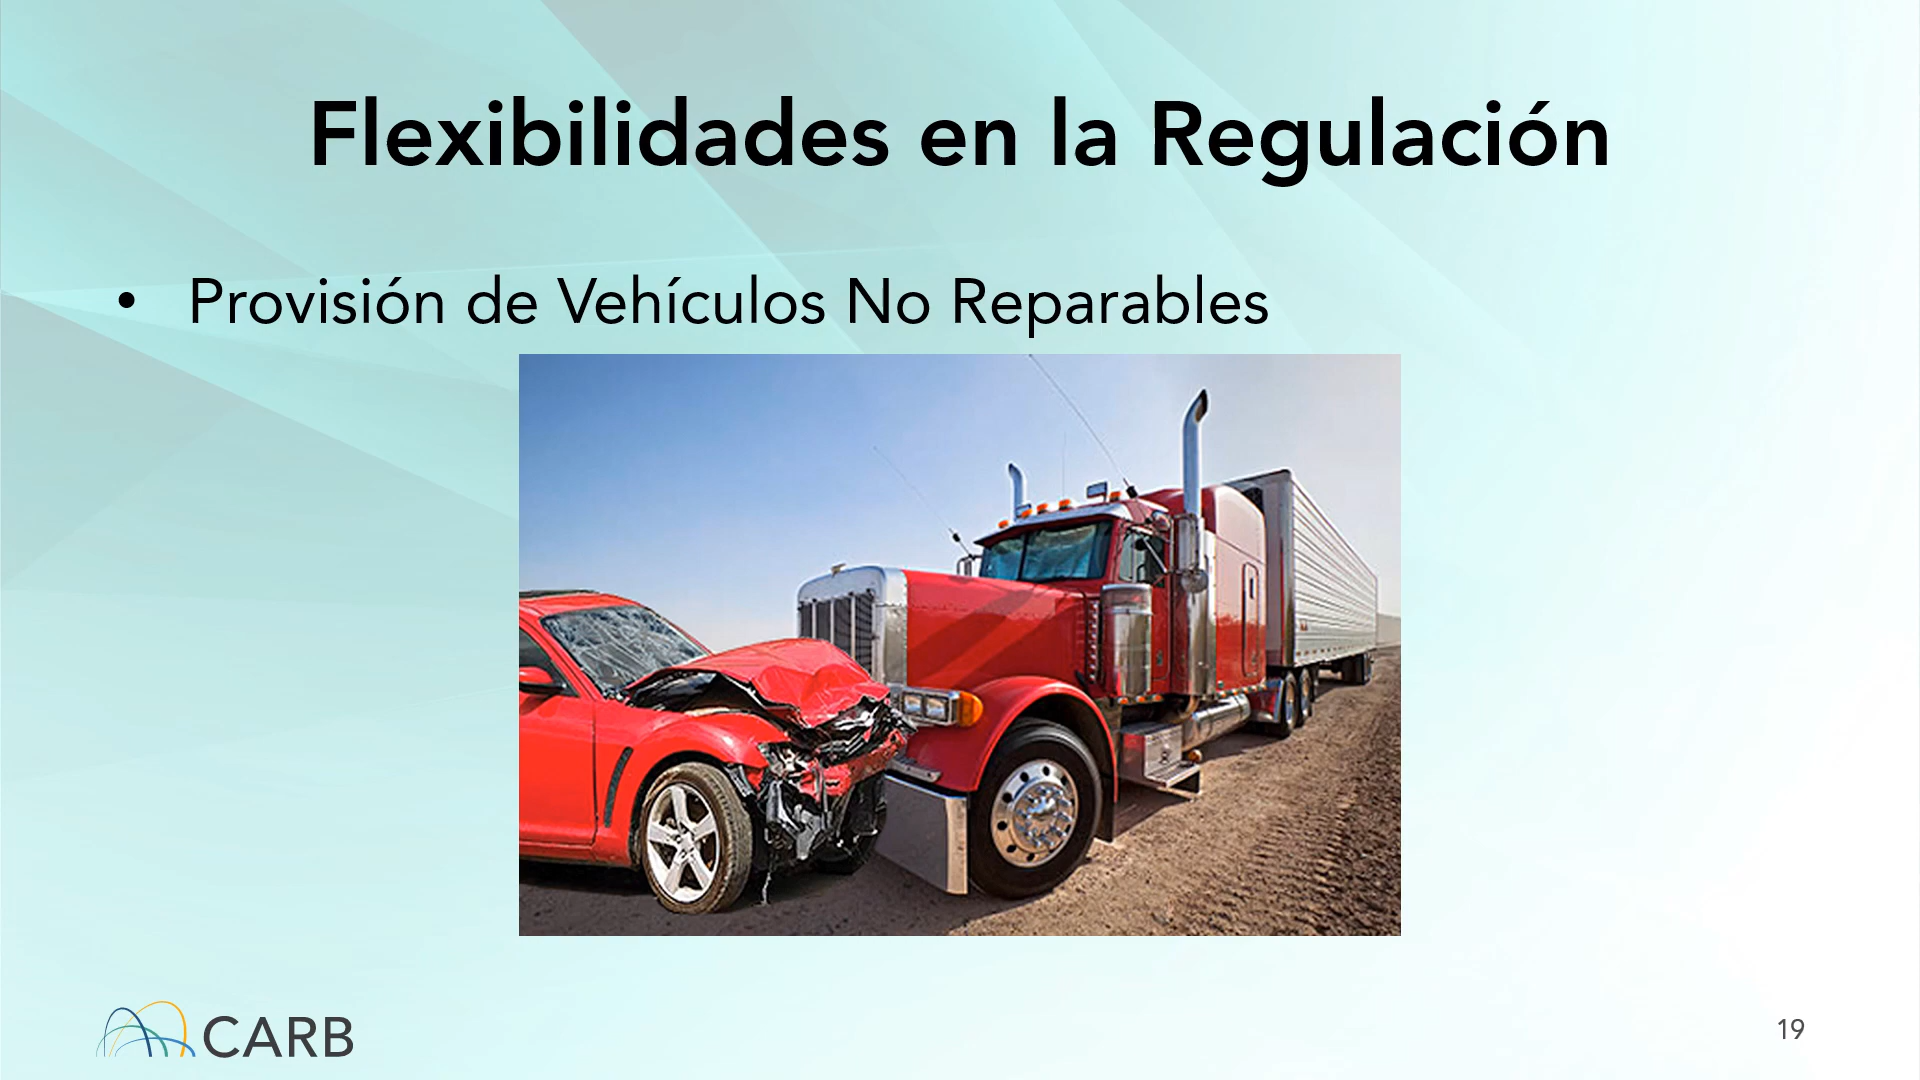 Flexibilidades en la Regulación
• Provisión de Vehículos No Reparables
CARB
19